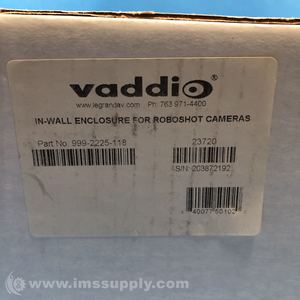 vaddio®
www.legrandav.com Ph: 763 971-4400
IN-WALL ENCLOSURE FOR ROBOSHOT CAMERAS
Part No. 999-2225-118 23720
S/N: 203872192
© www.imssupply.com